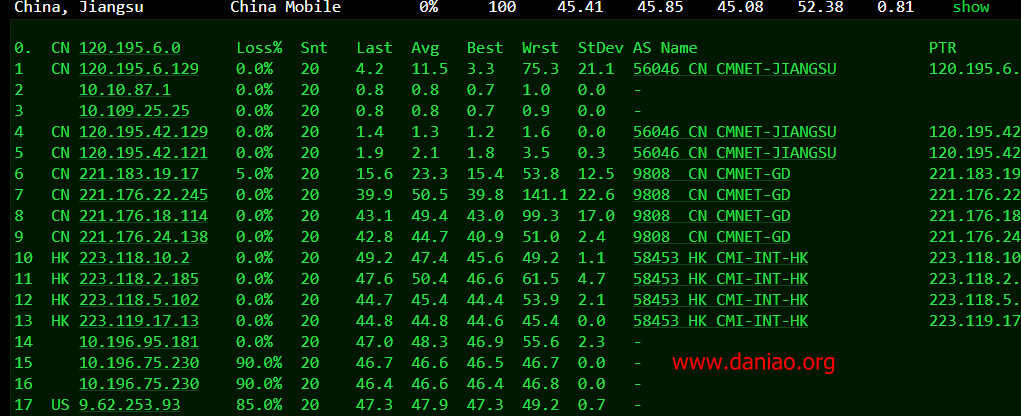 China, Jiangsu China Mobile 0% 100 45.41 45.85 45.08 52.38 0.81 show
0. CN 120.195.6.0 Loss% Snt Last Avg Best Wrst StDev AS Name PTR
1 CN 120.195.6.129 0.0% 20 4.2 11.5 3.3 75.3 21.1 56046 CN CMNET-JIANGSU 120.195.6.
2 10.10.87.1 0.0% 20 0.8 0.8 0.7 1.0 0.0 -
3 10.109.25.25 0.0% 20 0.8 0.8 0.7 0.9 0.0 -
4 CN 120.195.42.129 0.0% 20 1.4 1.3 1.2 1.6 0.0 56046 CN CMNET-JIANGSU 120.195.42
5 CN 120.195.42.121 0.0% 20 1.9 2.1 1.8 3.5 0.3 56046 CN CMNET-JIANGSU 120.195.42
6 CN 221.183.19.17 5.0% 20 15.6 23.3 15.4 53.8 12.5 9808 CN CMNET-GD 221.183.19
7 CN 221.176.22.245 0.0% 20 39.9 50.5 39.8 141.1 22.6 9808 CN CMNET-GD 221.176.22
8 CN 221.176.18.114 0.0% 20 43.1 49.4 43.0 99.3 17.0 9808 CN CMNET-GD 221.176.18
9 CN 221.176.24.138 0.0% 20 42.8 44.7 40.9 51.0 2.4 9808 CN CMNET-GD 221.176.24
10 HK 223.118.10.2 0.0% 20 49.2 47.4 45.6 49.2 1.1 58453 HK CMI-INT-HK 223.118.10
11 HK 223.118.2.185 0.0% 20 47.6 50.4 46.6 61.5 4.7 58453 HK CMI-INT-HK 223.118.2.
12 HK 223.118.5.102 0.0% 20 44.7 45.4 44.4 53.9 2.1 58453 HK CMI-INT-HK 223.118.5.
13 HK 223.119.17.13 0.0% 20 44.8 44.8 44.6 45.4 0.0 58453 HK CMI-INT-HK 223.119.17
14 10.196.95.181 0.0% 20 47.0 48.3 46.9 55.6 2.3 -
15 10.196.75.230 90.0% 20 46.7 46.6 46.5 46.7 0.0 -
16 10.196.75.230 90.0% 20 46.4 46.6 46.4 46.8 0.0 -
17 US 9.62.253.93 85.0% 20 47.3 47.9 47.3 49.2 0.7 -
www.daniao.org